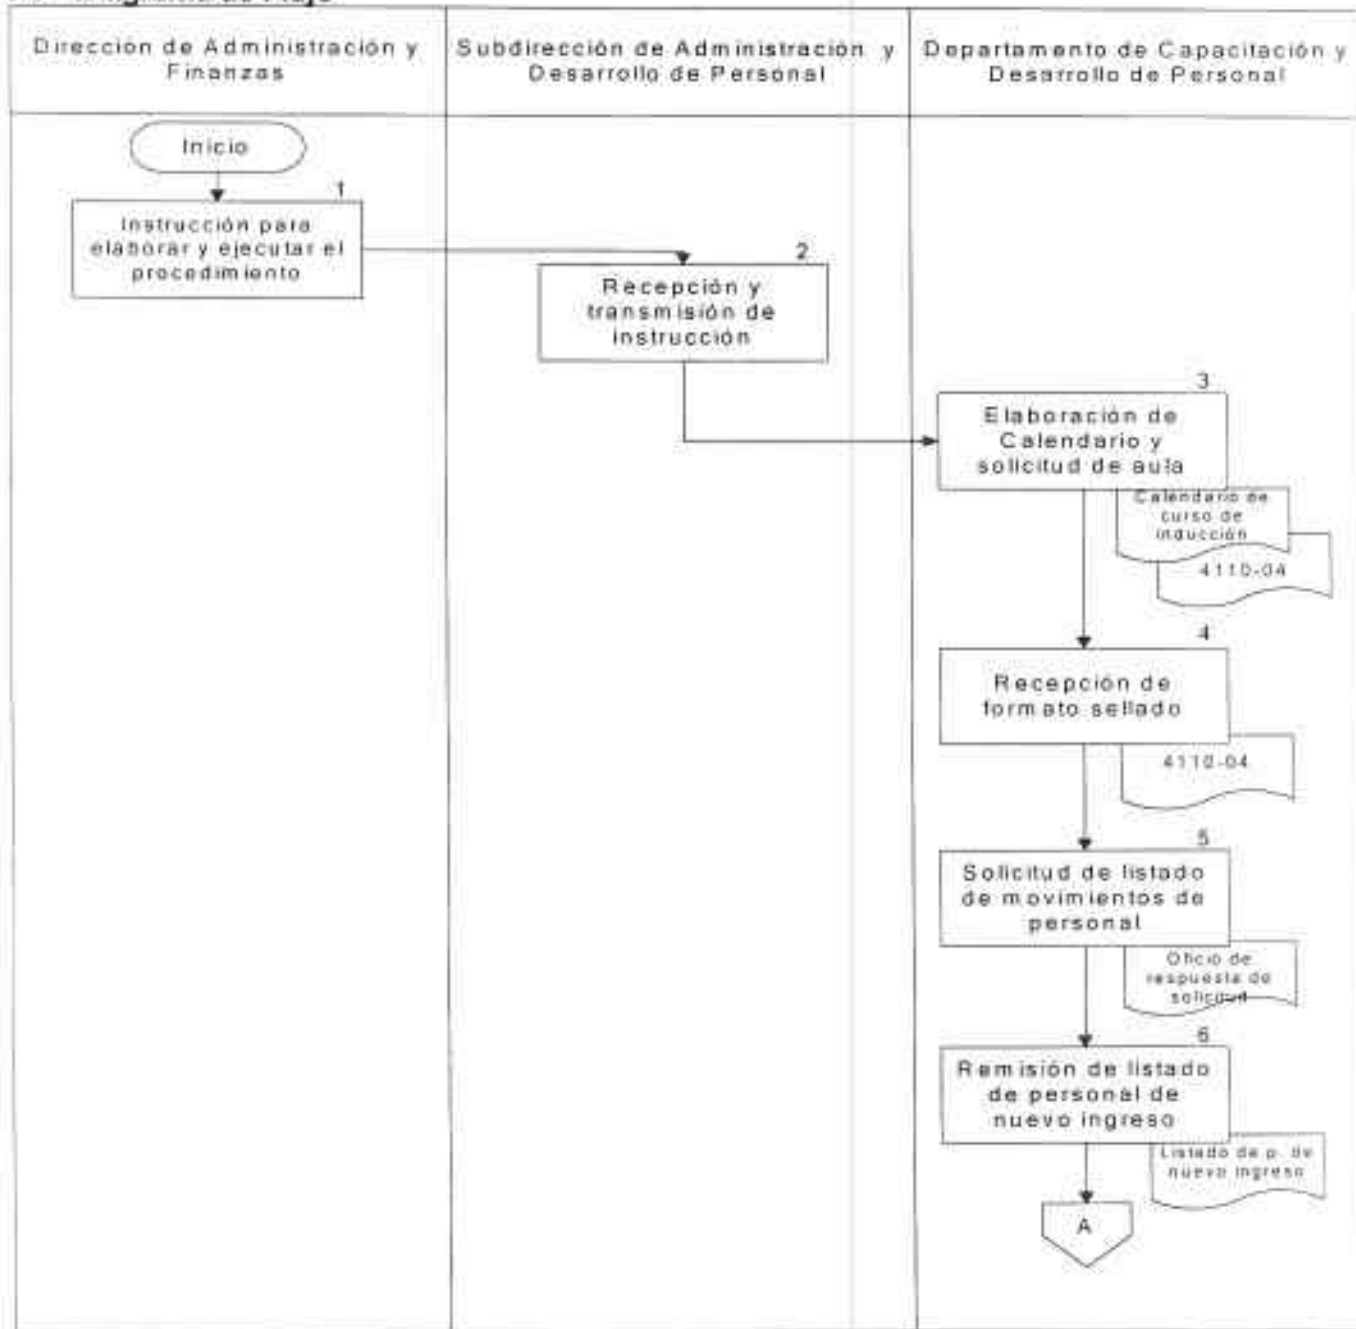 Dirección de Administración y
Finanzas
Subdirección de Administración y
Desarrollo de Personal
Departamento de Capacitación y
Desarrollo de Personal
Inicio
1
Instrucción para
elaborar y ejecutar el
procedimiento
2
Recepción y
transmisión de
instrucción
3
Elaboración de
Calendario y
solicitud de aula
Calendario de
curso de
inducción
4110-04
4
Recepción de
formato sellado
4110-04
5
Solicitud de listado
de movimientos de
personal
Oficio de
respuesta de
solicitud
6
Remisión de listado
de personal de
nuevo ingreso
Listado de p. de
nuevo ingreso
A